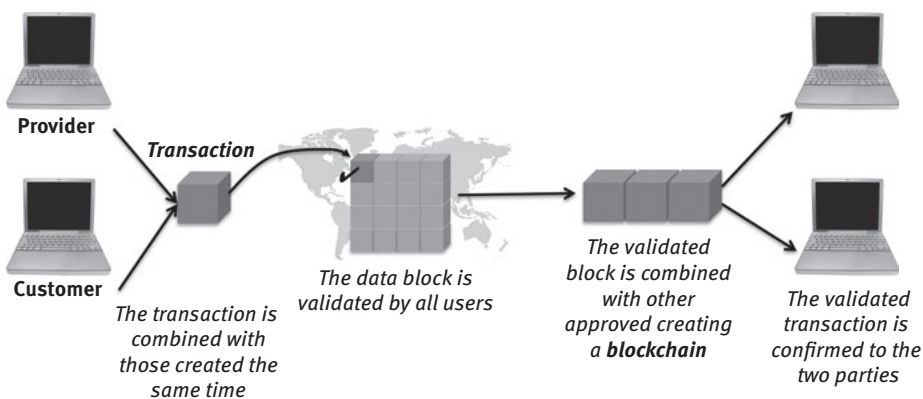 Provider
Transaction
Customer
The transaction is
combined with
those created the
same time
The data block is
validated by all users
The validated
block is combined
with other
approved creating
a blockchain
The validated
transaction is
confirmed to the
two parties